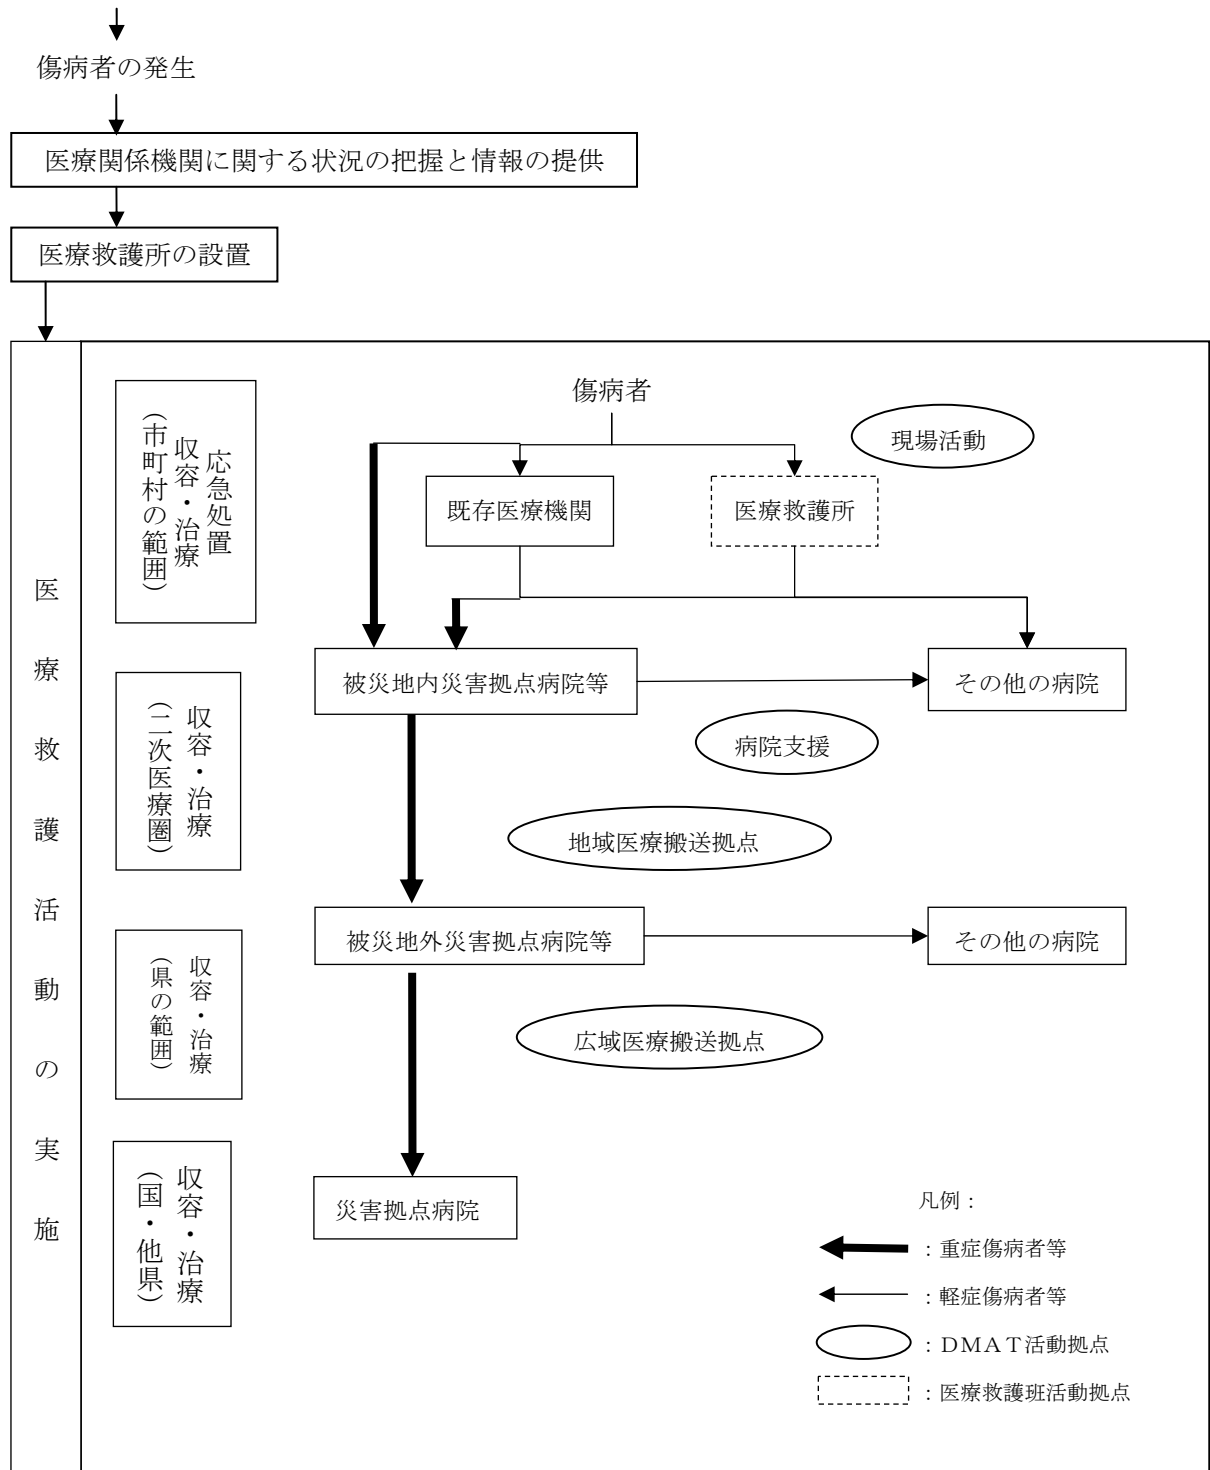 傷病者の発生
医療関係機関に関する状況の把握と情報の提供
医療救護所の設置
医療救護活動の実施
応急処置
収容・治療
(市町村の範囲)
傷病者
現場活動
既存医療機関
医療救護所
収容・治療
(二次医療圏)
被災地内災害拠点病院等
その他の病院
病院支援
地域医療搬送拠点
収容・治療
(県の範囲)
被災地外災害拠点病院等
その他の病院
広域医療搬送拠点
収容・治療
(国・他県)
災害拠点病院
凡例：
：重症傷病者等
：軽症傷病者等
：ＤＭＡＴ活動拠点
：医療救護班活動拠点